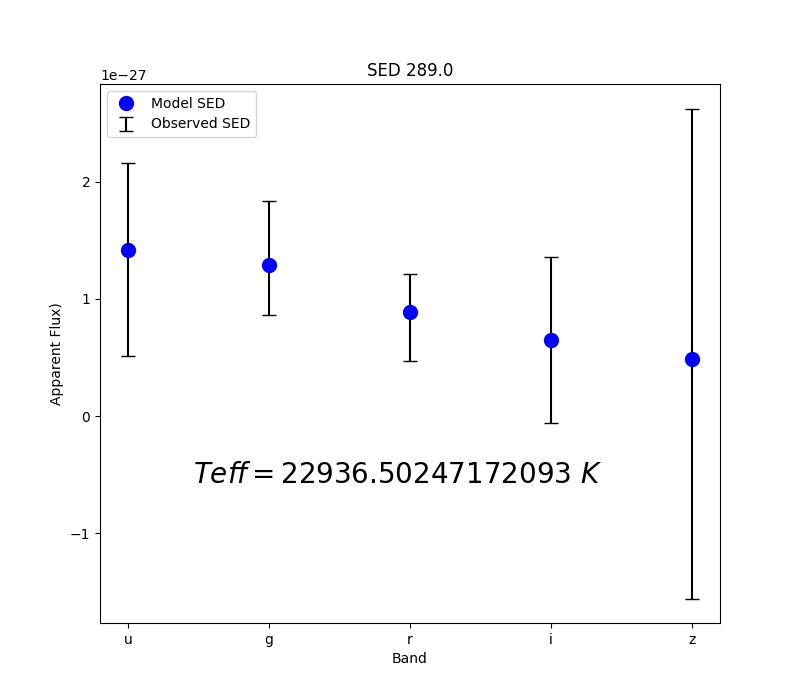 SED 289.0
1e−27
Model SED
Observed SED
2
1
0
−1
Apparent Flux)
Teff = 22936.50247172093 K
u g r i z
Band